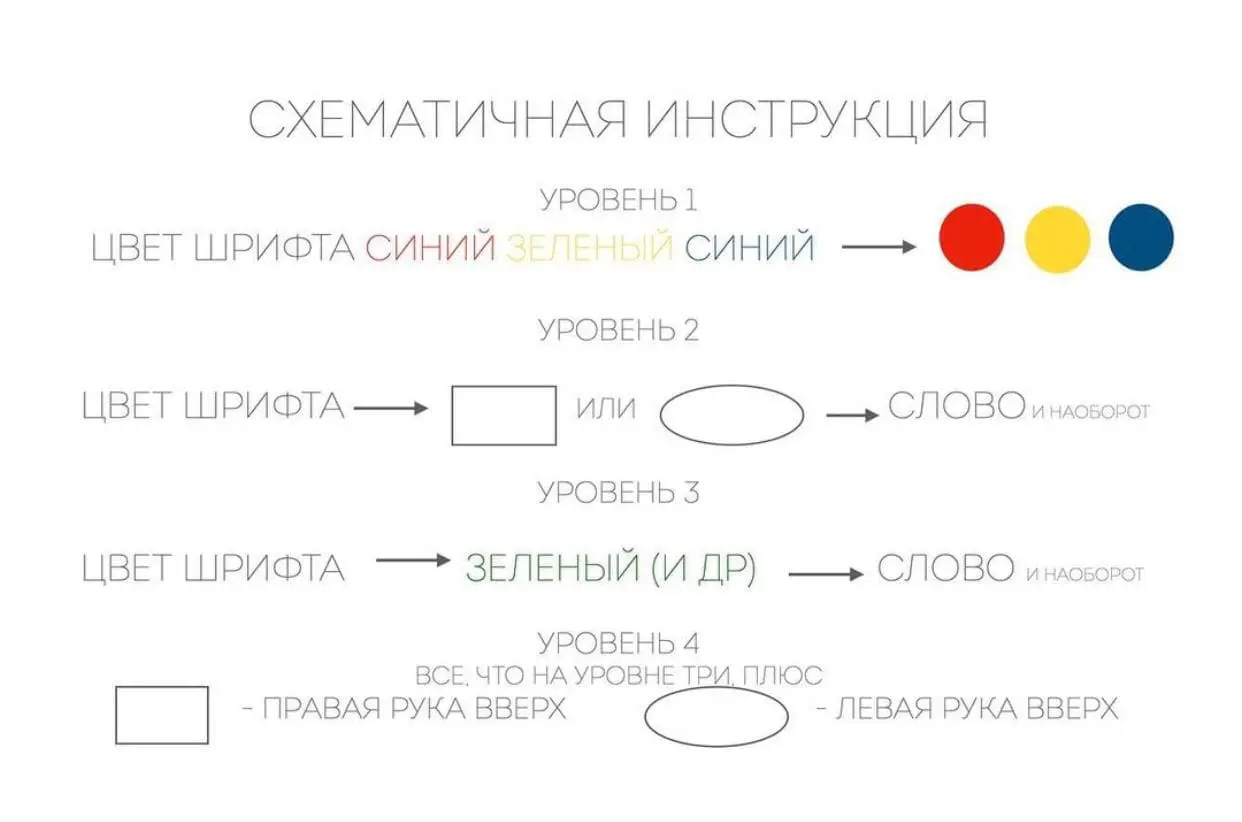 СХЕМАТИЧНАЯ ИНСТРУКЦИЯ
УРОВЕНЬ 1
ЦВЕТ ШРИФТА СИНИЙ ЗЕЛЕНЫЙ СИНИЙ
УРОВЕНЬ 2
ЦВЕТ ШРИФТА ИЛИ СЛОВО И НАОБОРОТ
УРОВЕНЬ 3
ЦВЕТ ШРИФТА ЗЕЛЕНЫЙ (И ДР) СЛОВО И НАОБОРОТ
УРОВЕНЬ 4
ВСЕ, ЧТО НА УРОВНЕ ТРИ, ПЛЮС
- ПРАВАЯ РУКА ВВЕРХ - ЛЕВАЯ РУКА ВВЕРХ